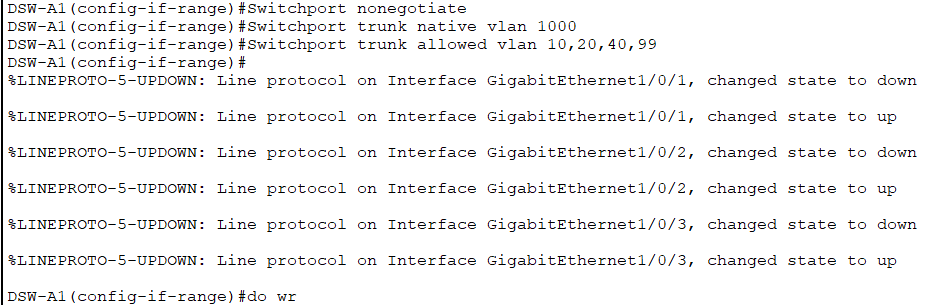 DSW-A1(config-if-range)#Switchport nonegotiate
DSW-A1(config-if-range)#Switchport trunk native vlan 1000
DSW-A1(config-if-range)#Switchport trunk allowed vlan 10,20,40,99
DSW-A1(config-if-range)#
%LINEPROTO-5-UPDOWN: Line protocol on Interface GigabitEthernet1/0/1, changed state to down
%LINEPROTO-5-UPDOWN: Line protocol on Interface GigabitEthernet1/0/1, changed state to up
%LINEPROTO-5-UPDOWN: Line protocol on Interface GigabitEthernet1/0/2, changed state to down
%LINEPROTO-5-UPDOWN: Line protocol on Interface GigabitEthernet1/0/2, changed state to up
%LINEPROTO-5-UPDOWN: Line protocol on Interface GigabitEthernet1/0/3, changed state to down
%LINEPROTO-5-UPDOWN: Line protocol on Interface GigabitEthernet1/0/3, changed state to up
DSW-A1(config-if-range)#do wr